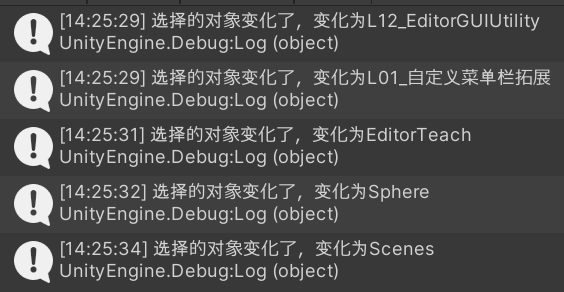 [14:25:29] 选择的对象变化了，变化为L12_EditorGUIUtility
UnityEngine.Debug:Log (object)
[14:25:29] 选择的对象变化了，变化为L01_自定义菜单栏拓展
UnityEngine.Debug:Log (object)
[14:25:31] 选择的对象变化了，变化为EditorTeach
UnityEngine.Debug:Log (object)
[14:25:32] 选择的对象变化了，变化为Sphere
UnityEngine.Debug:Log (object)
[14:25:34] 选择的对象变化了，变化为Scenes
UnityEngine.Debug:Log (object)